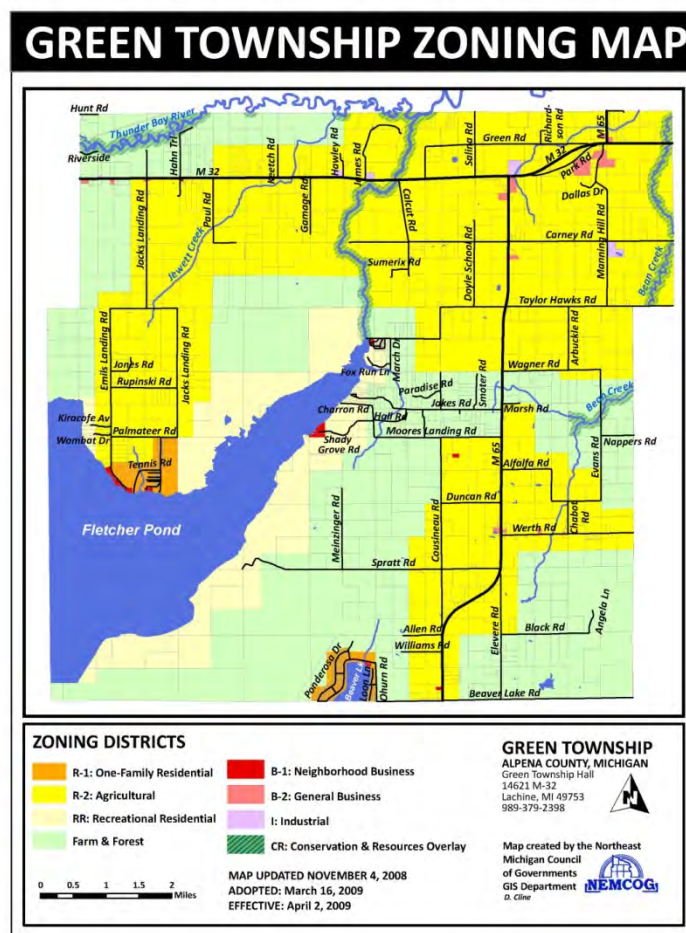 GREEN TOWNSHIP ZONING MAP
Hunt Rd
Thunder Bay River
Riverside
Hahn Trl
M 32
Keetch Rd
Hawley Rd
James Rd
Salina Rd
Green Rd
Richard-
son Rd
M 65
M 32
Park Rd
Dallas Dr
Jacks Landing Rd
Paul Rd
Jewett Creek
Gamage Rd
Calcut Rd
Sumerix Rd
Doyle School Rd
Carney Rd
Manning Hill Rd
Bean Creek
Taylor Hawks Rd
Emils Landing Rd
Jacks Landing Rd
Jones Rd
Rupinski Rd
Kiracofe Av
Palmateer Rd
Wombat Dr
Tennis Rd
Fox Run Ln
March Dr
Paradise Rd
Smoter Rd
Wagner Rd
Arbuckle Rd
Charron Rd
Hall Rd
Jakes Rd
Marsh Rd
Bean Creek
Moores Landing Rd
Shady
Grove Rd
M 65
Nappers Rd
Evans Rd
Alfalfa Rd
Fletcher Pond
Meinzinger Rd
Cousineau Rd
Duncan Rd
Chabot
Rd
Werth Rd
Spratt Rd
Allen Rd
Williams Rd
Elevere Rd
Black Rd
Angela Ln
Ponderosa Dr
Beaver Lk
Loon Ln
Ohurn Rd
Beaver Lake Rd
ZONING DISTRICTS
R-1: One-Family Residential
R-2: Agricultural
RR: Recreational Residential
Farm & Forest
B-1: Neighborhood Business
B-2: General Business
I: Industrial
CR: Conservation & Resources Overlay
0 0.5 1 1.5 2
Miles
MAP UPDATED NOVEMBER 4, 2008
ADOPTED: March 16, 2009
EFFECTIVE: April 2, 2009
GREEN TOWNSHIP
ALPENA COUNTY, MICHIGAN
Green Township Hall
14621 M-32
Lachine, MI 49753
989-379-2398
N
Map created by the Northeast
Michigan Council
of Governments
GIS Department
D. Cline
NEMCOG